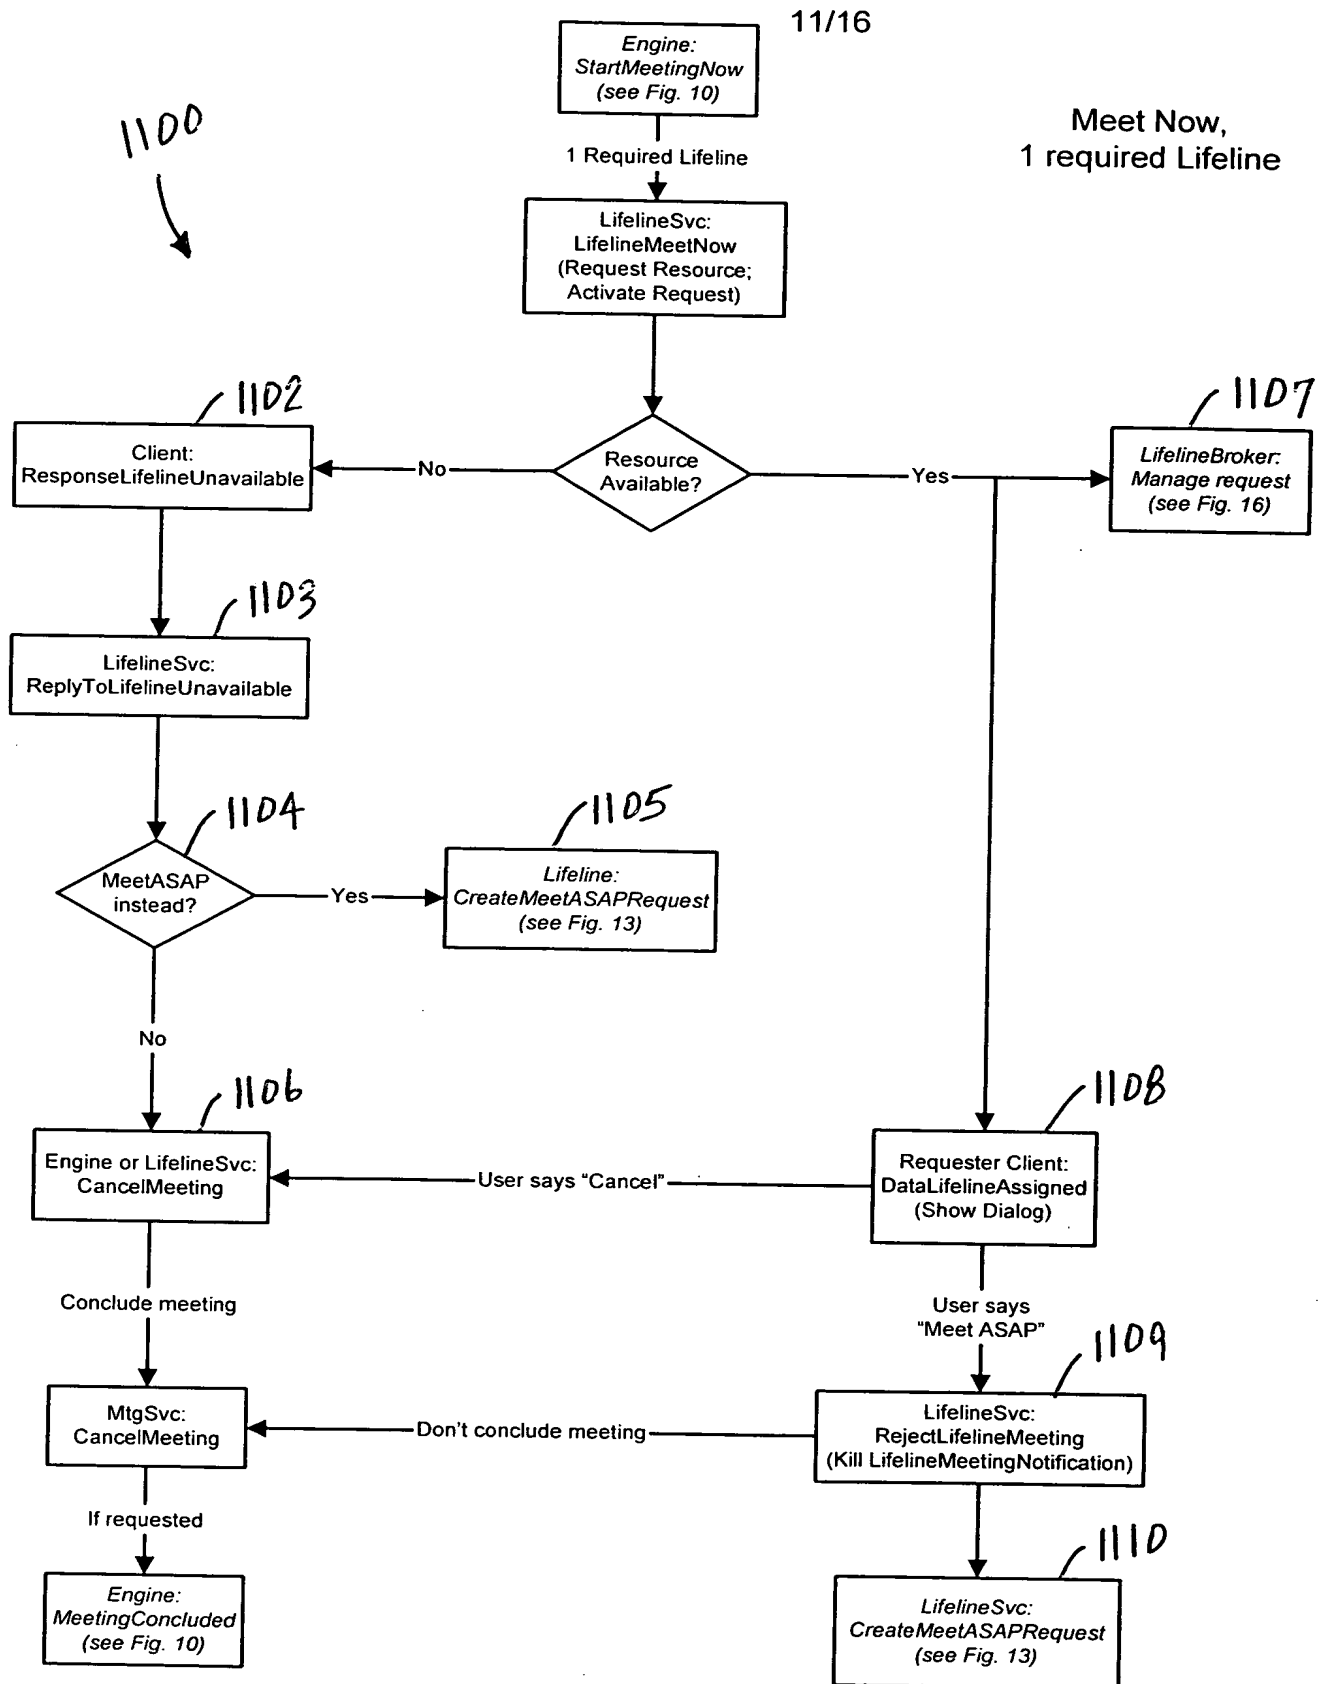 11/16
Engine:
StartMeetingNow
(see Fig. 10)
1100
Meet Now,
1 required Lifeline
1 Required Lifeline
LifelineSvc:
LifelineMeetNow
(Request Resource;
Activate Request)
1102
1107
Client:
ResponseLifelineUnavailable
No
Resource
Available?
Yes
LifelineBroker:
Manage request
(see Fig. 16)
1103
LifelineSvc:
ReplyToLifelineUnavailable
1104
1105
MeetASAP
instead?
Yes
Lifeline:
CreateMeetASAPRequest
(see Fig. 13)
No
1106
1108
Engine or LifelineSvc:
CancelMeeting
User says "Cancel"
Requester Client:
DataLifelineAssigned
(Show Dialog)
Conclude meeting
User says
"Meet ASAP"
1109
MtgSvc:
CancelMeeting
Don't conclude meeting
LifelineSvc:
RejectLifelineMeeting
(Kill LifelineMeetingNotification)
If requested
1110
Engine:
MeetingConcluded
(see Fig. 10)
LifelineSvc:
CreateMeetASAPRequest
(see Fig. 13)